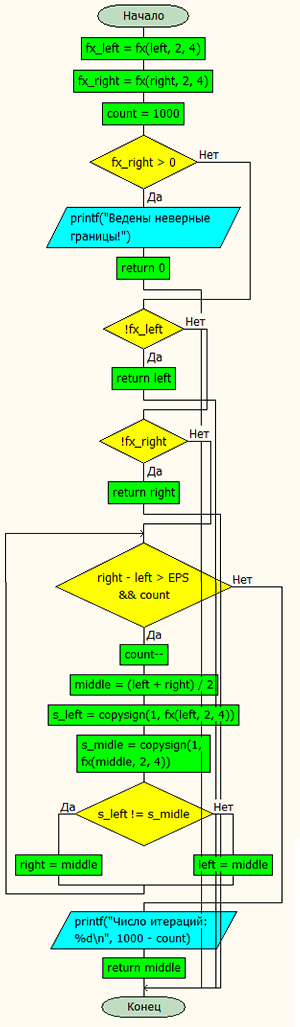 Начало
fx_left = fx(left, 2, 4)
fx_right = fx(right, 2, 4)
count = 1000
fx_right > 0
Нет
Да
printf("Ведены неверные
границы!")
return 0
!fx_left
Нет
Да
return left
!fx_right
Нет
Да
return right
right - left > EPS
&& count
Нет
Да
count--
middle = (left + right) / 2
s_left = copysign(1, fx(left, 2, 4))
s_midle = copysign(1,
fx(middle, 2, 4))
Да
s_left != s_midle
Нет
right = middle
left = middle
printf("Число итераций:
%d\n", 1000 - count)
return middle
Конец